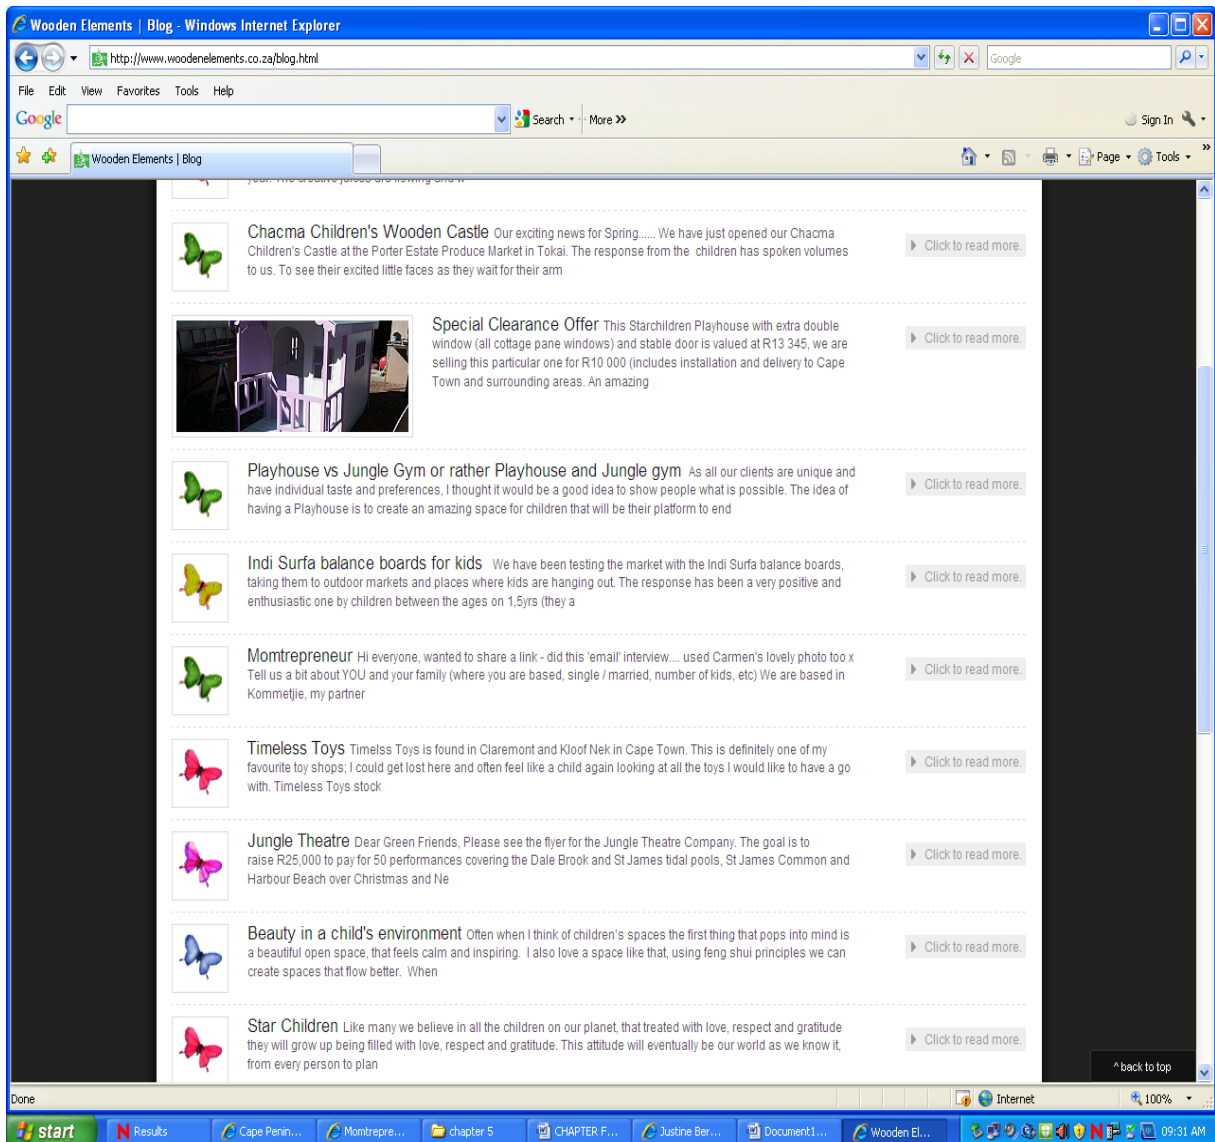 Wooden Elements | Blog - Windows Internet Explorer
http://www.woodenelements.co.za/blog.html
Google
File Edit View Favorites Tools Help
Google Search More >> Sign In
Wooden Elements | Blog
Page Tools
Chacma Children's Wooden Castle Our exciting news for Spring...... We have just opened our Chacma
Children's Castle at the Porter Estate Produce Market in Tokai. The response from the children has spoken volumes
to us. To see their excited little faces as they wait for their arm
Click to read more.
Special Clearance Offer This Starchildren Playhouse with extra double
window (all cottage pane windows) and stable door is valued at R13 345, we are
selling this particular one for R10 000 (includes installation and delivery to Cape
Town and surrounding areas. An amazing
Click to read more.
Playhouse vs Jungle Gym or rather Playhouse and Jungle gym As all our clients are unique and
have individual taste and preferences, I thought it would be a good idea to show people what is possible. The idea of
having a Playhouse is to create an amazing space for children that will be their platform to end
Click to read more.
Indi Surfa balance boards for kids We have been testing the market with the Indi Surfa balance boards,
taking them to outdoor markets and places where kids are hanging out. The response has been a very positive and
enthusiastic one by children between the ages on 1,5yrs (they a
Click to read more.
Momtrepreneur Hi everyone, wanted to share a link - did this 'email' interview.... used Carmen's lovely photo too x
Tell us a bit about YOU and your family (where you are based, single / married, number of kids, etc) We are based in
Kommetjie, my partner
Click to read more.
Timeless Toys Timelss Toys is found in Claremont and Kloof Nek in Cape Town. This is definitely one of my
favourite toy shops; I could get lost here and often feel like a child again looking at all the toys I would like to have a go
with. Timeless Toys stock
Click to read more.
Jungle Theatre Dear Green Friends, Please see the flyer for the Jungle Theatre Company. The goal is to
raise R25,000 to pay for 50 performances covering the Dale Brook and St James tidal pools, St James Common and
Harbour Beach over Christmas and Ne
Click to read more.
Beauty in a child's environment Often when I think of children's spaces the first thing that pops into mind is
a beautiful open space, that feels calm and inspiring. I also love a space like that, using feng shui principles we can
create spaces that flow better. When
Click to read more.
Star Children Like many we believe in all the children on our planet, that treated with love, respect and gratitude
they will grow up being filled with love, respect and gratitude. This attitude will eventually be our world as we know it,
from every person to plan
Click to read more.
^ back to top
Done Internet 100%
start Results Cape Penin... Momtrepre... chapter 5 CHAPTER F... Justine Ber... Document1... Wooden El... 09:31 AM